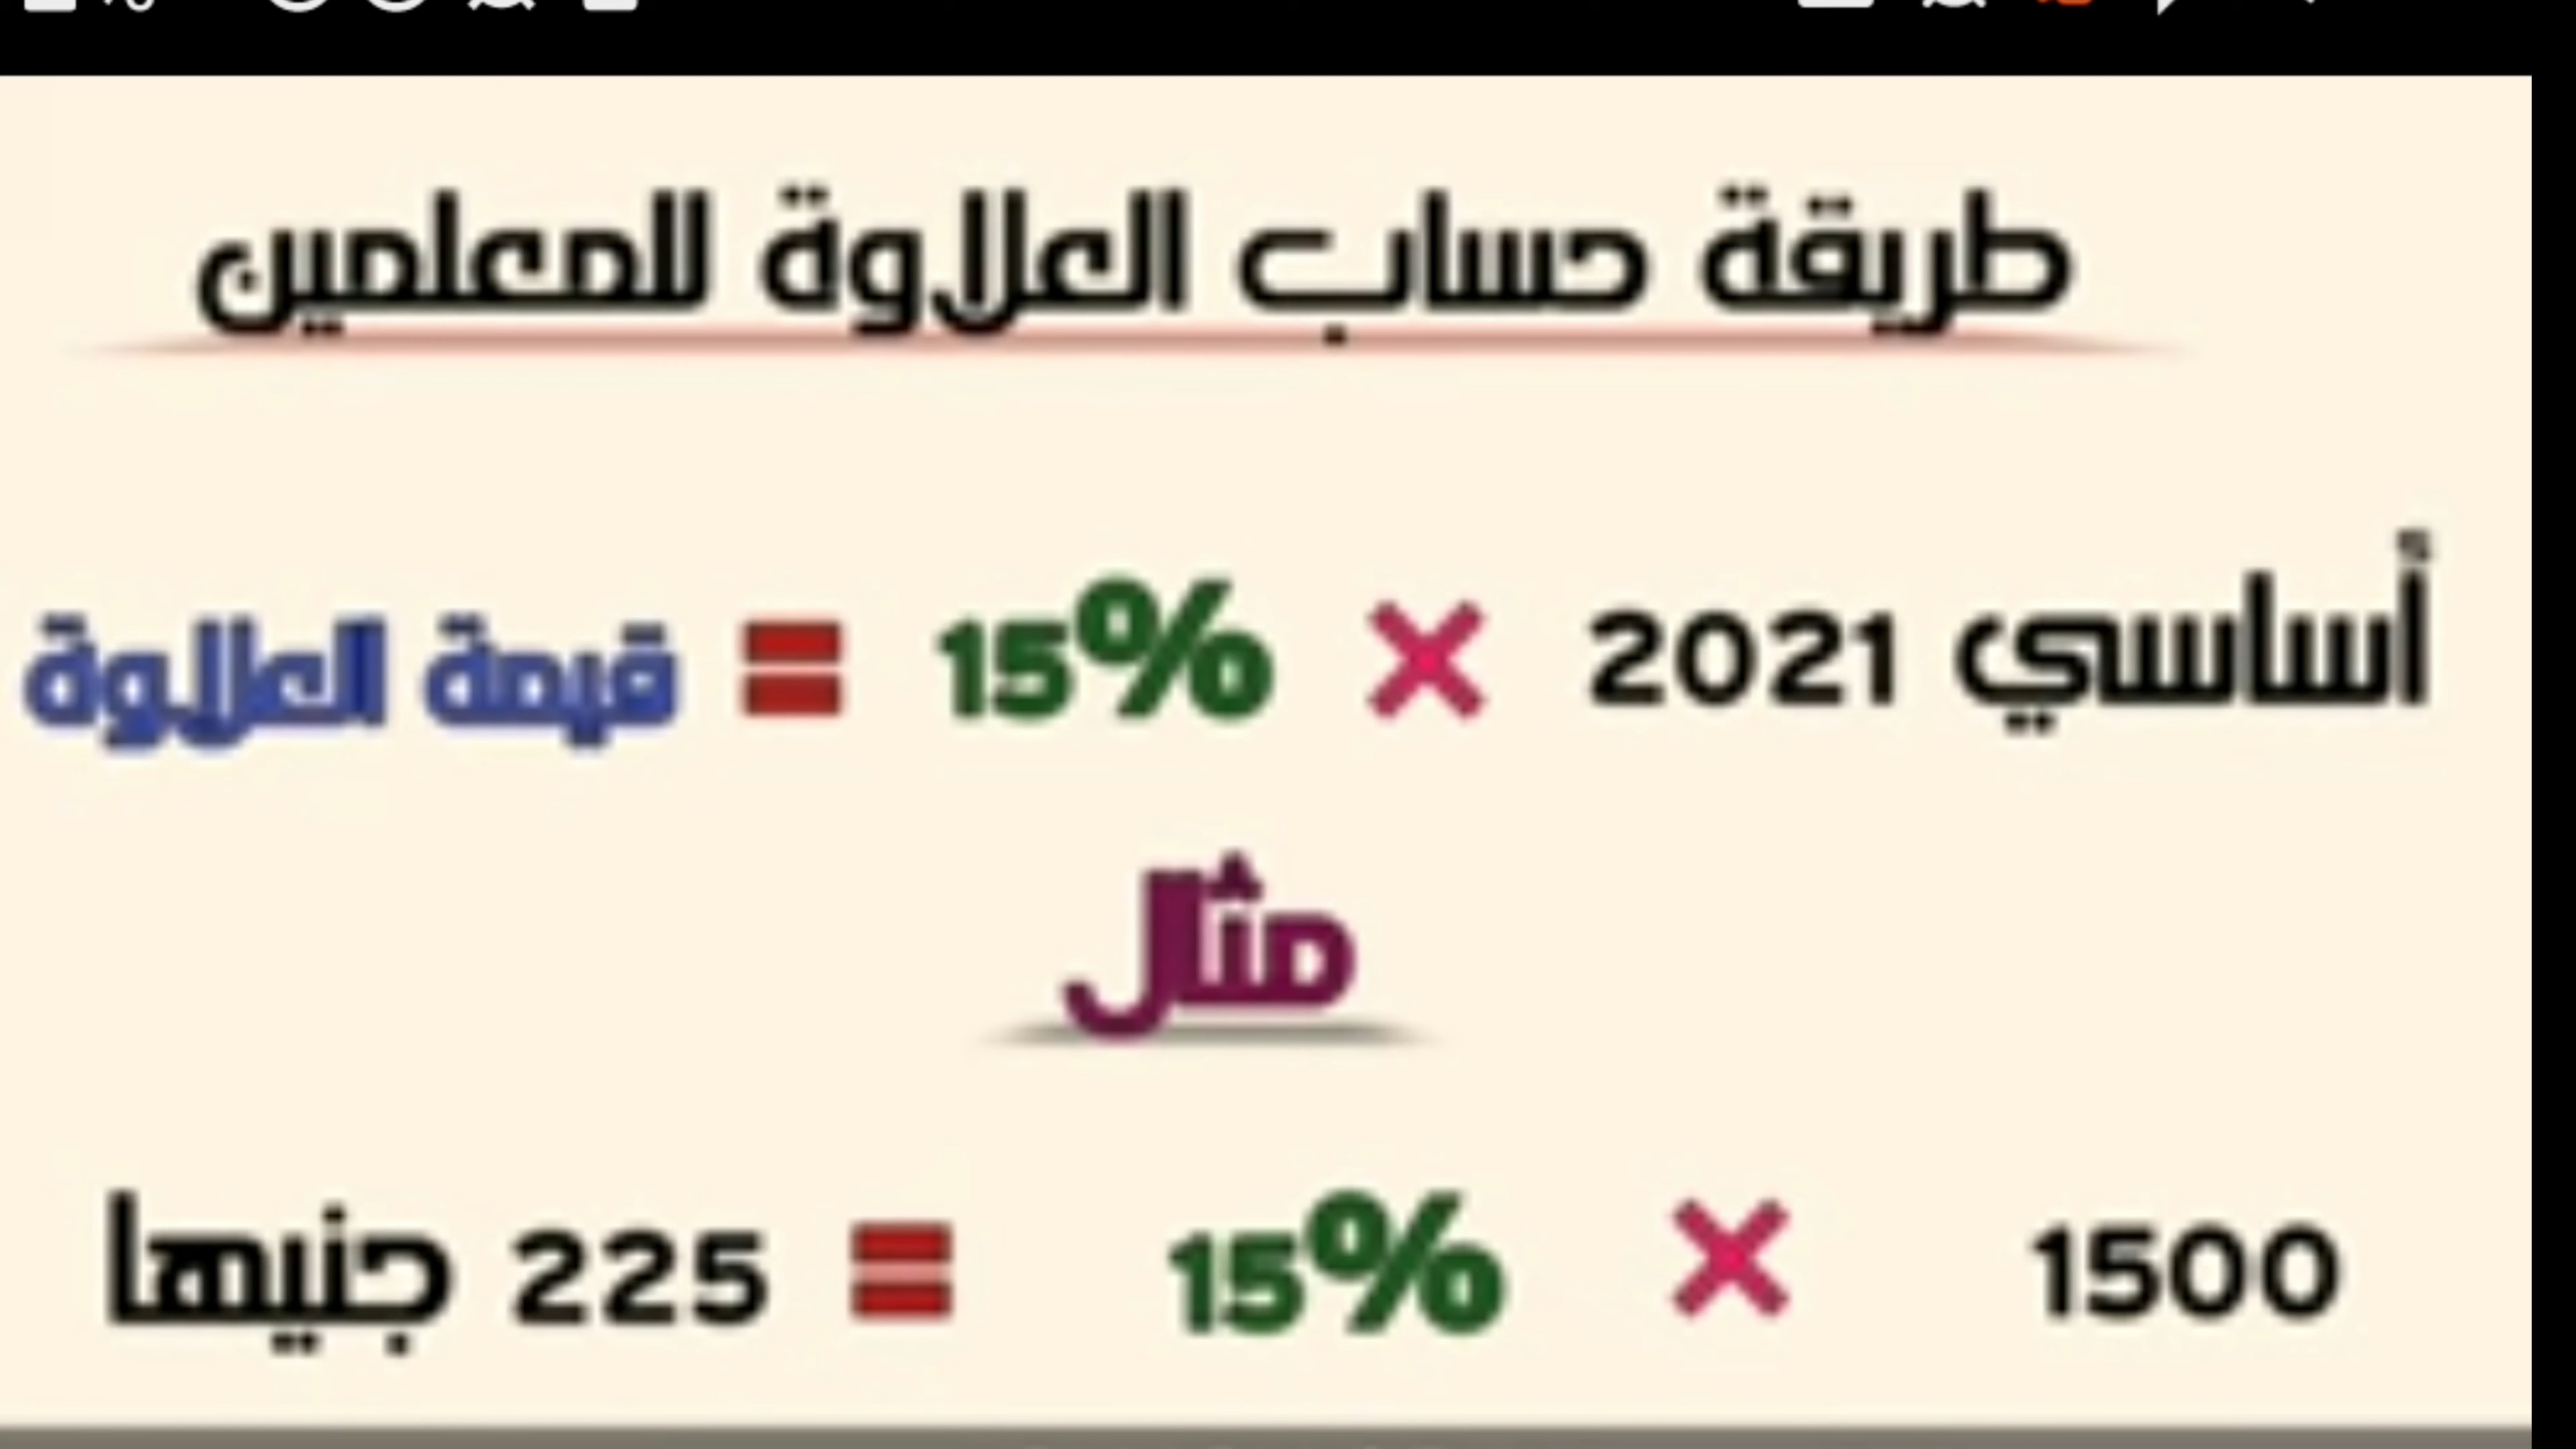 طريقة حساب العلاوة للمعلمين
أساسي 2021 × 15% = قيمة العلاوة
مثال
1500 × 15% = 225 جنيها